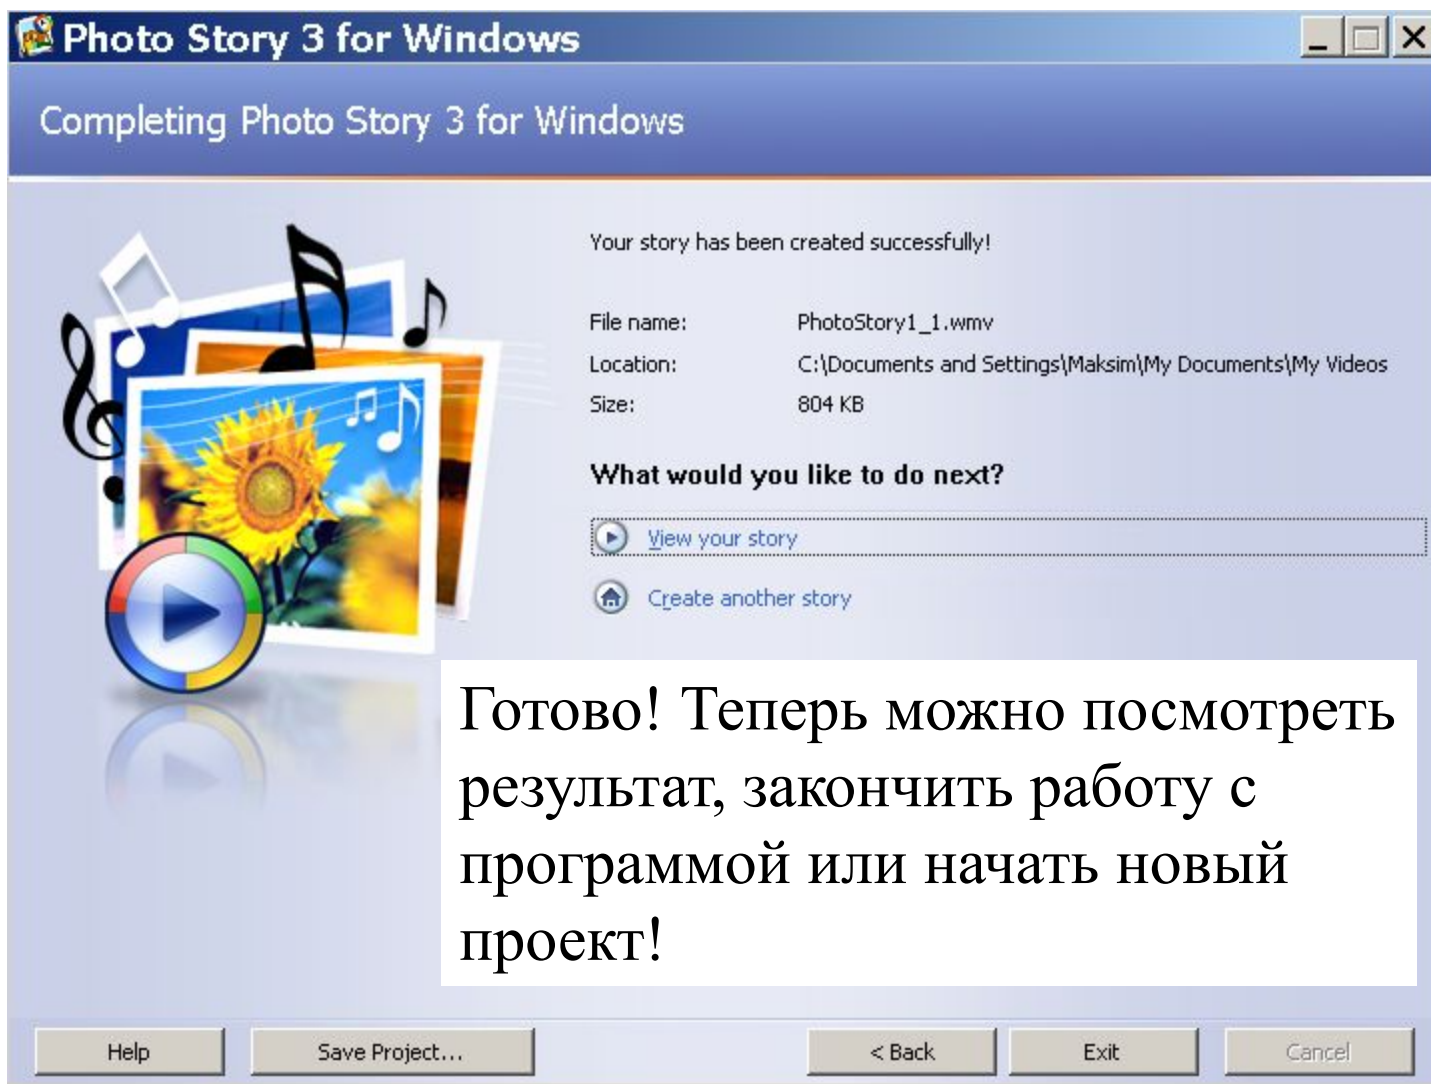 Photo Story 3 for Windows
Completing Photo Story 3 for Windows
Your story has been created successfully!
File name: PhotoStory1_1.wmv
Location: C:\Documents and Settings\Maksim\My Documents\My Videos
Size: 804 KB
What would you like to do next?
View your story
Create another story
Готово! Теперь можно посмотреть
результат, закончить работу с
программой или начать новый
проект!
Help Save Project... < Back Exit Cancel